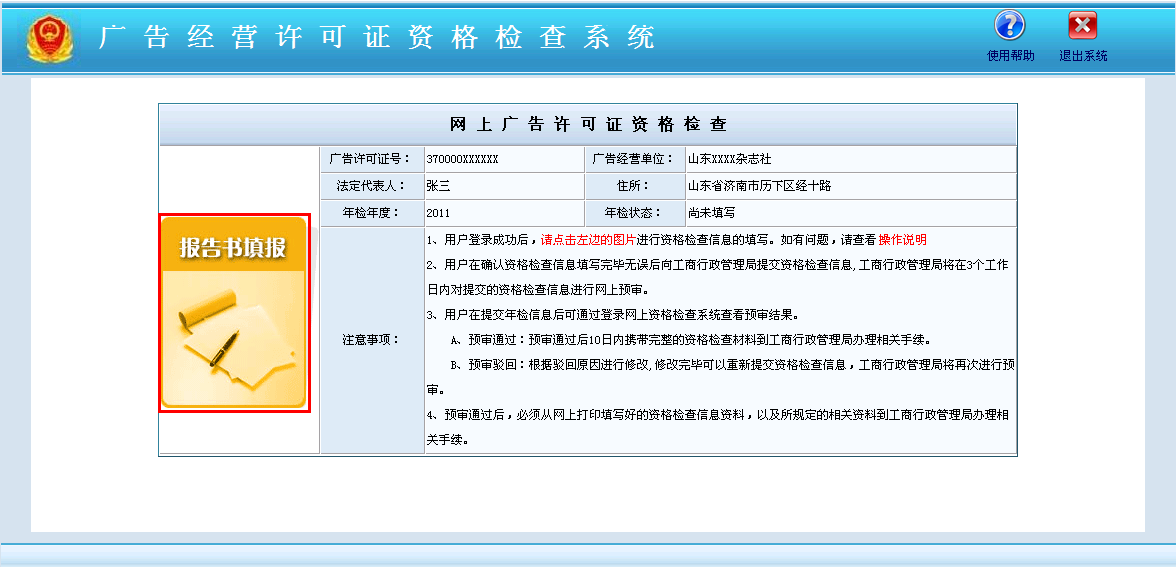 广告经营许可证资格检查系统
使用帮助
退出系统
网上广告许可证资格检查
广告许可证号： 370000XXXXXX 广告经营单位： 山东XXXX杂志社
法定代表人： 张三 住所： 山东省济南市历下区经十路
年检年度： 2011 年检状态： 尚未填写
报告书填报
注意事项：
1、用户登录成功后，请点击左边的图片进行资格检查信息的填写。如有问题，请查看 操作说明
2、用户在确认资格检查信息填写完毕无误后向工商行政管理局提交资格检查信息,工商行政管理局将在3个工作
日内对提交的资格检查信息进行网上预审。
3、用户在提交年检信息后可通过登录网上资格检查系统查看预审结果。
A、预审通过：预审通过后10日内携带完整的资格检查材料到工商行政管理局办理相关手续。
B、预审驳回：根据驳回原因进行修改,修改完毕可以重新提交资格检查信息，工商行政管理局将再次进行预
审。
4、预审通过后，必须从网上打印填写好的资格检查信息资料，以及所规定的相关资料到工商行政管理局办理相
关手续。